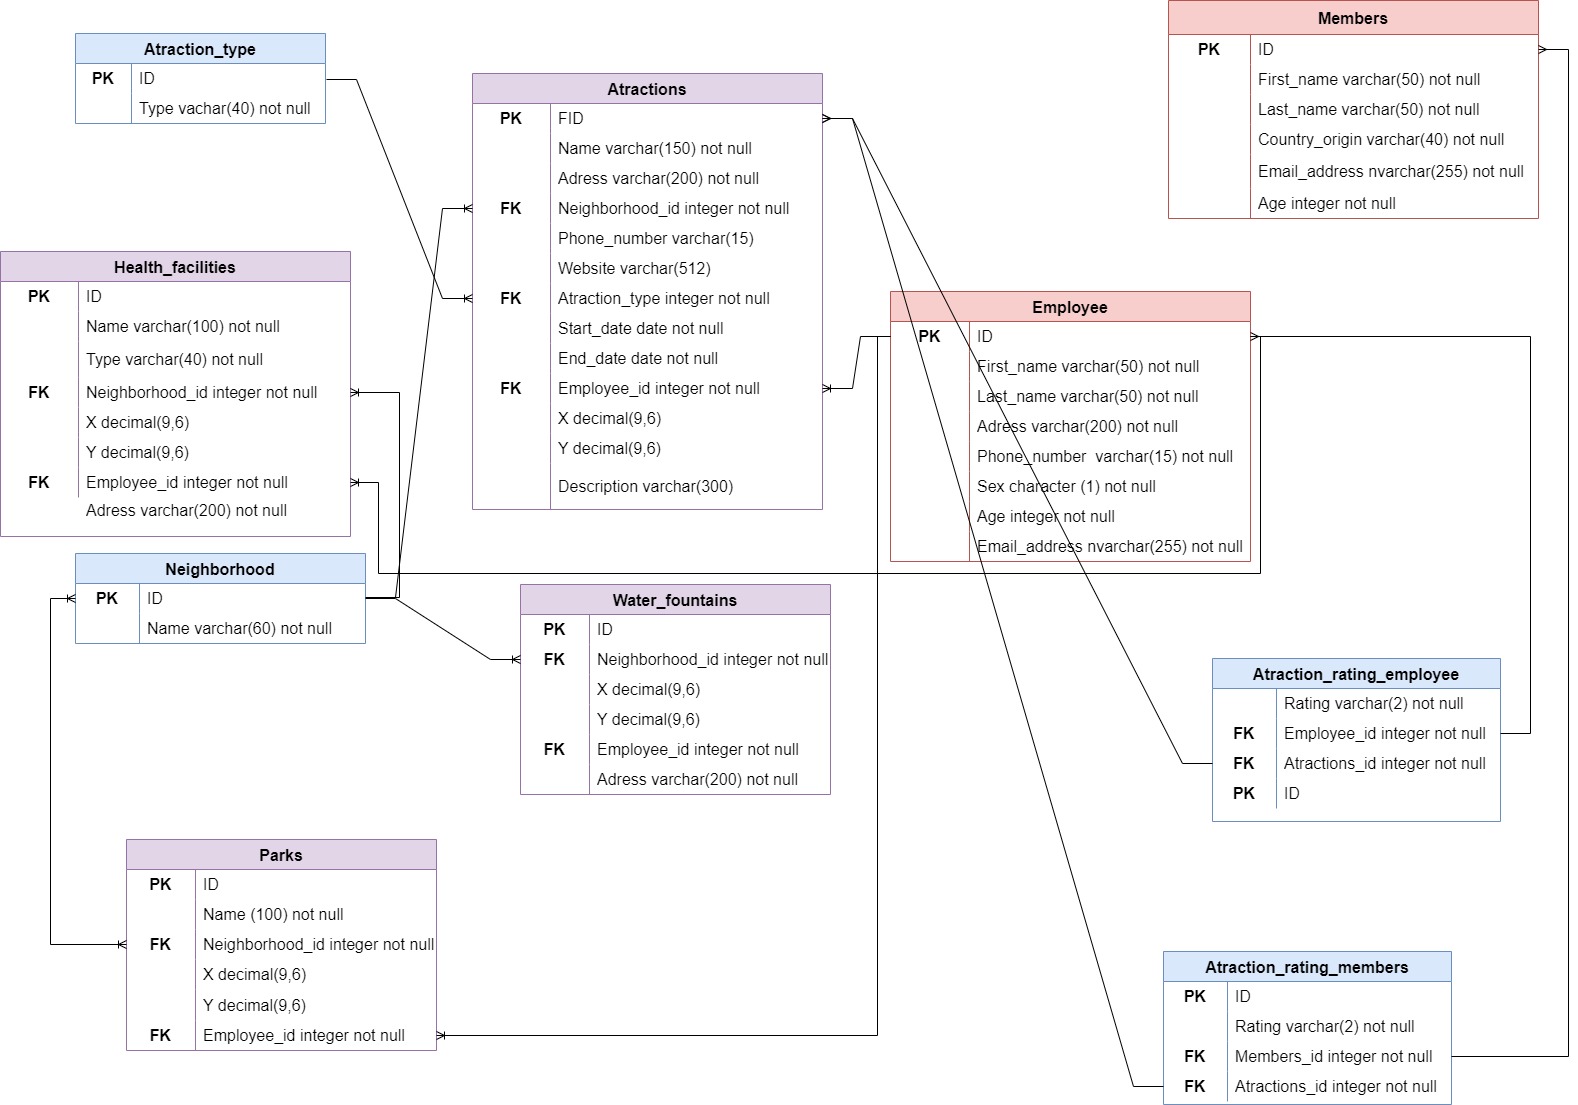 Atraction_type
PK ID
Type vachar(40) not null
Atractions
PK FID
Name varchar(150) not null
Adress varchar(200) not null
FK Neighborhood_id integer not null
Phone_number varchar(15)
Website varchar(512)
FK Atraction_type integer not null
Start_date date not null
End_date date not null
FK Employee_id integer not null
X decimal(9,6)
Y decimal(9,6)
Description varchar(300)
Members
PK ID
First_name varchar(50) not null
Last_name varchar(50) not null
Country_origin varchar(40) not null
Email_address nvarchar(255) not null
Age integer not null
Health_facilities
PK ID
Name varchar(100) not null
Type varchar(40) not null
FK Neighborhood_id integer not null
X decimal(9,6)
Y decimal(9,6)
FK Employee_id integer not null
Adress varchar(200) not null
Employee
PK ID
First_name varchar(50) not null
Last_name varchar(50) not null
Adress varchar(200) not null
Phone_number varchar(15) not null
Sex character (1) not null
Age integer not null
Email_address nvarchar(255) not null
Neighborhood
PK ID
Name varchar(60) not null
Water_fountains
PK ID
FK Neighborhood_id integer not null
X decimal(9,6)
Y decimal(9,6)
FK Employee_id integer not null
Adress varchar(200) not null
Atraction_rating_employee
Rating varchar(2) not null
FK Employee_id integer not null
FK Atractions_id integer not null
PK ID
Parks
PK ID
Name (100) not null
FK Neighborhood_id integer not null
X decimal(9,6)
Y decimal(9,6)
FK Employee_id integer not null
Atraction_rating_members
PK ID
Rating varchar(2) not null
FK Members_id integer not null
FK Atractions_id integer not null